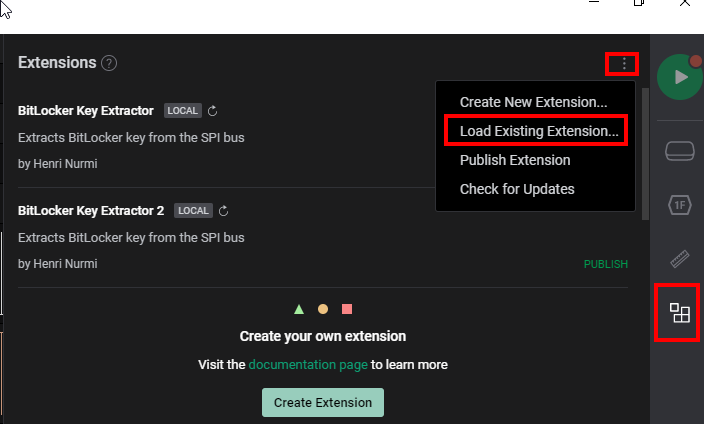 Extensions ?
BitLocker Key Extractor LOCAL
Extracts BitLocker key from the SPI bus
by Henri Nurmi
Create New Extension...
Load Existing Extension...
Publish Extension
Check for Updates
BitLocker Key Extractor 2 LOCAL
Extracts BitLocker key from the SPI bus
by Henri Nurmi
PUBLISH
Create your own extension
Visit the documentation page to learn more
Create Extension
1F